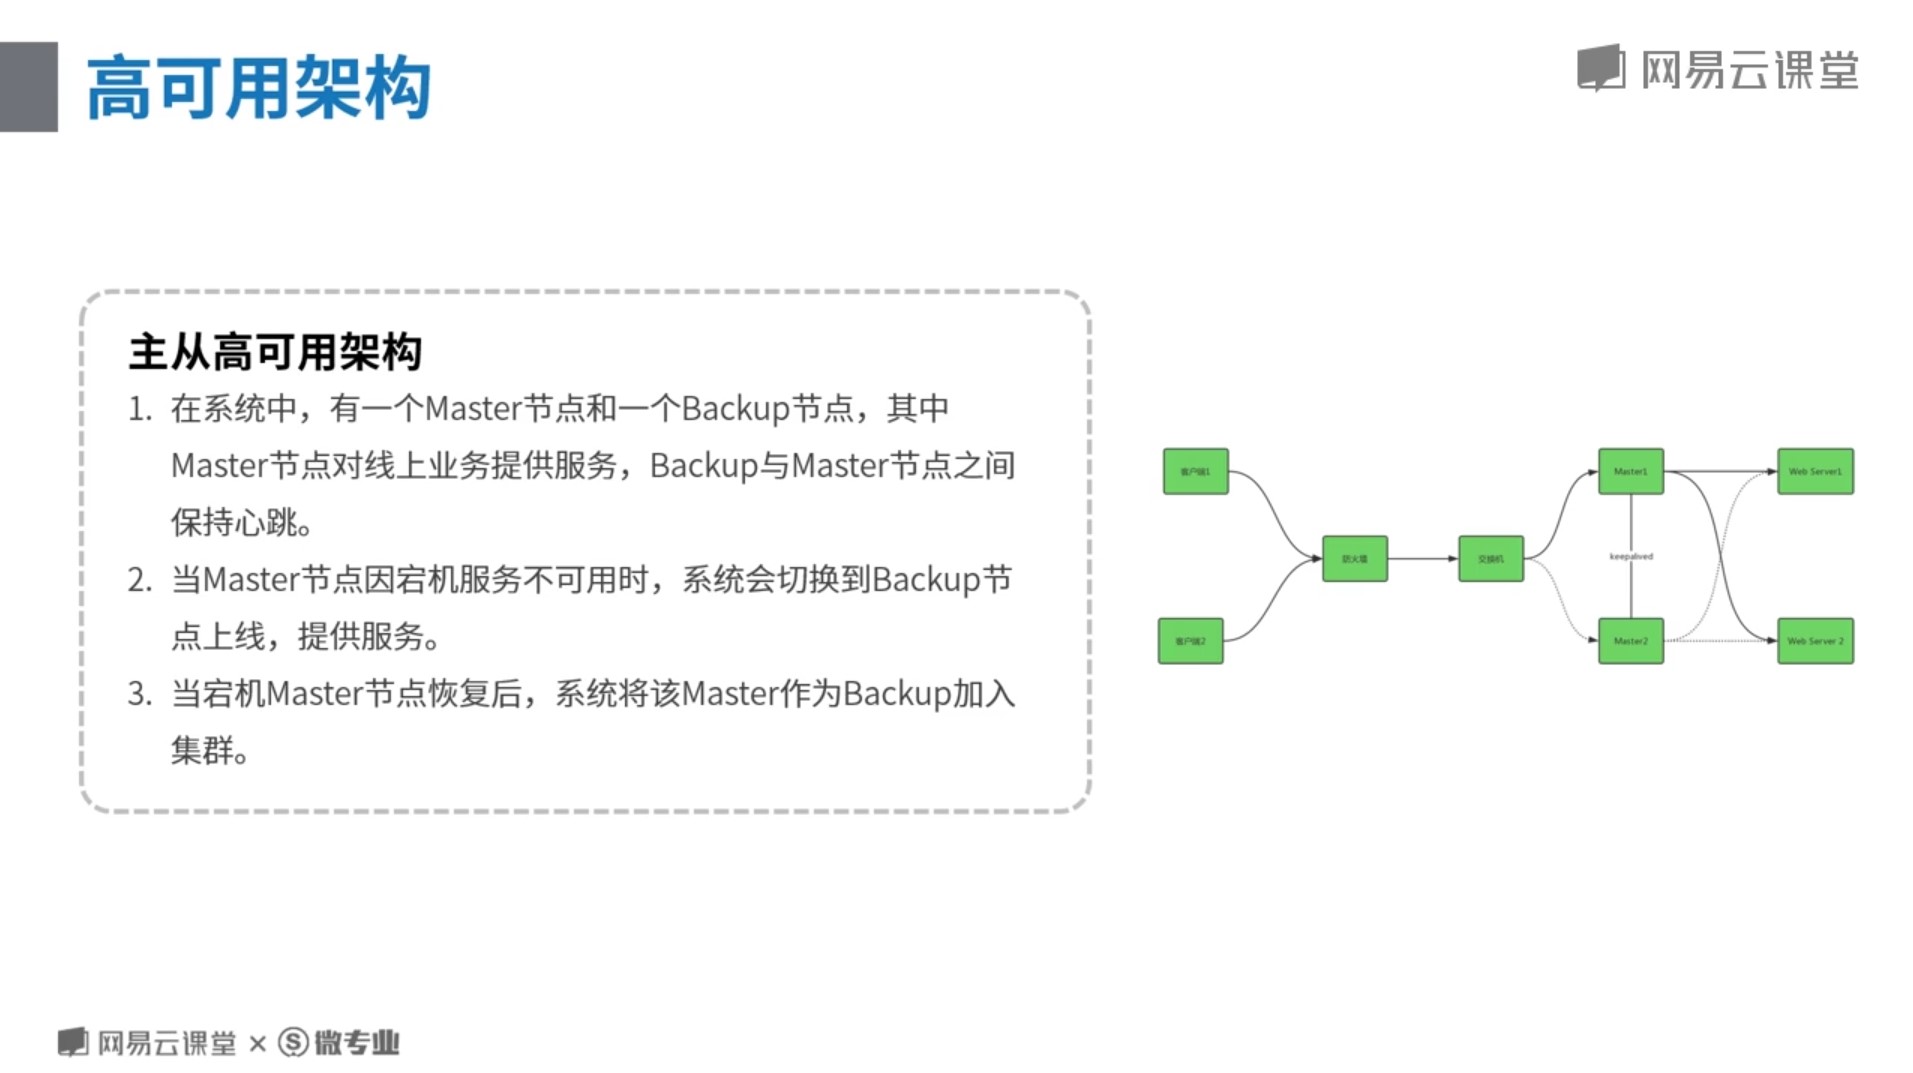 高可用架构
网易云课堂
主从高可用架构
1. 在系统中，有一个Master节点和一个Backup节点，其中
Master节点对线上业务提供服务，Backup与Master节点之间
保持心跳。
2. 当Master节点因宕机服务不可用时，系统会切换到Backup节
点上线，提供服务。
3. 当宕机Master节点恢复后，系统将该Master作为Backup加入
集群。
客户端1
Master1
Web Server1
防火墙
交换机
keepalived
客户端2
Master2
Web Server 2
网易云课堂 × 微专业